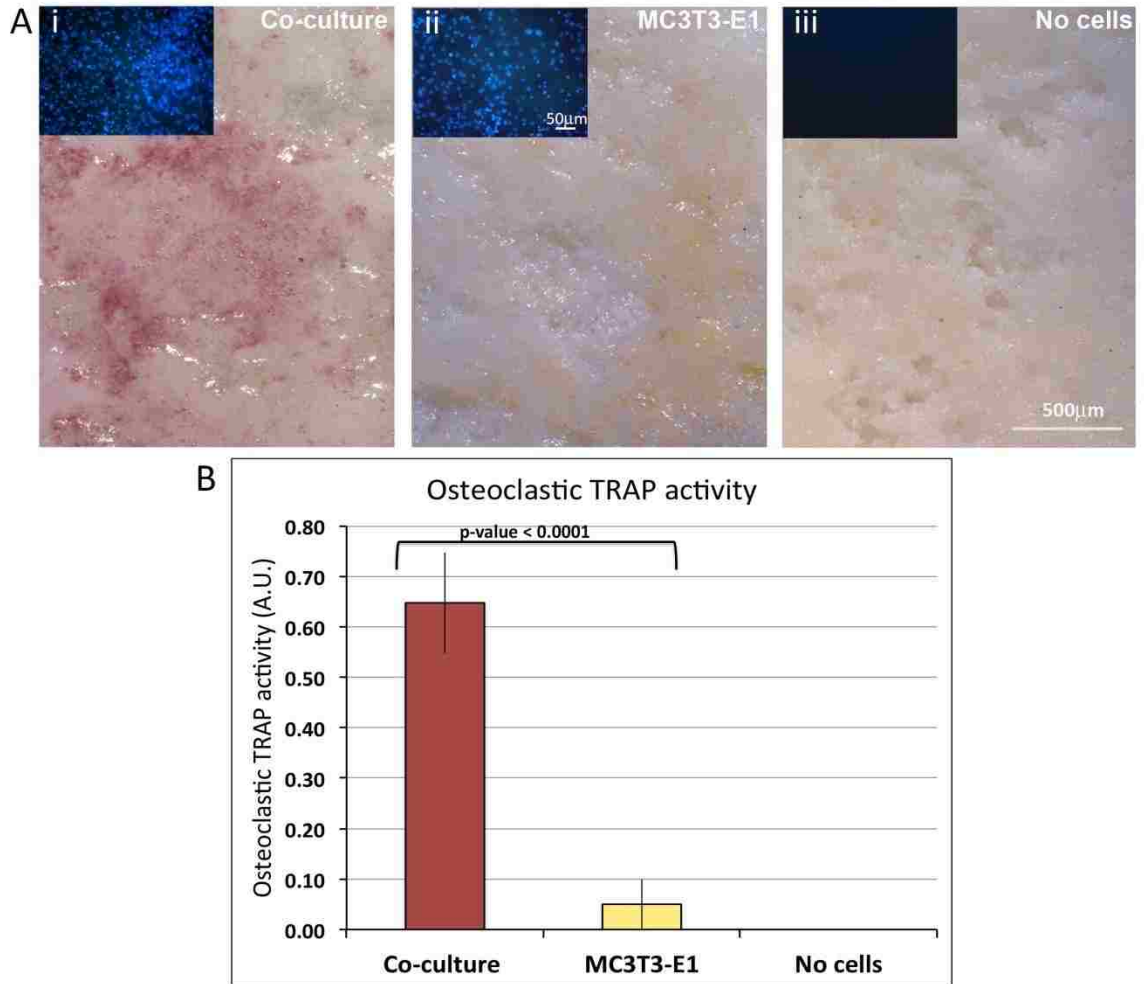 A
i
Co-culture
ii
MC3T3-E1
50μm
iii
No cells
500μm
B
Osteoclastic TRAP activity
p-value < 0.0001
Osteoclastic TRAP activity (A.U.)
0.80
0.70
0.60
0.50
0.40
0.30
0.20
0.10
0.00
Co-culture
MC3T3-E1
No cells